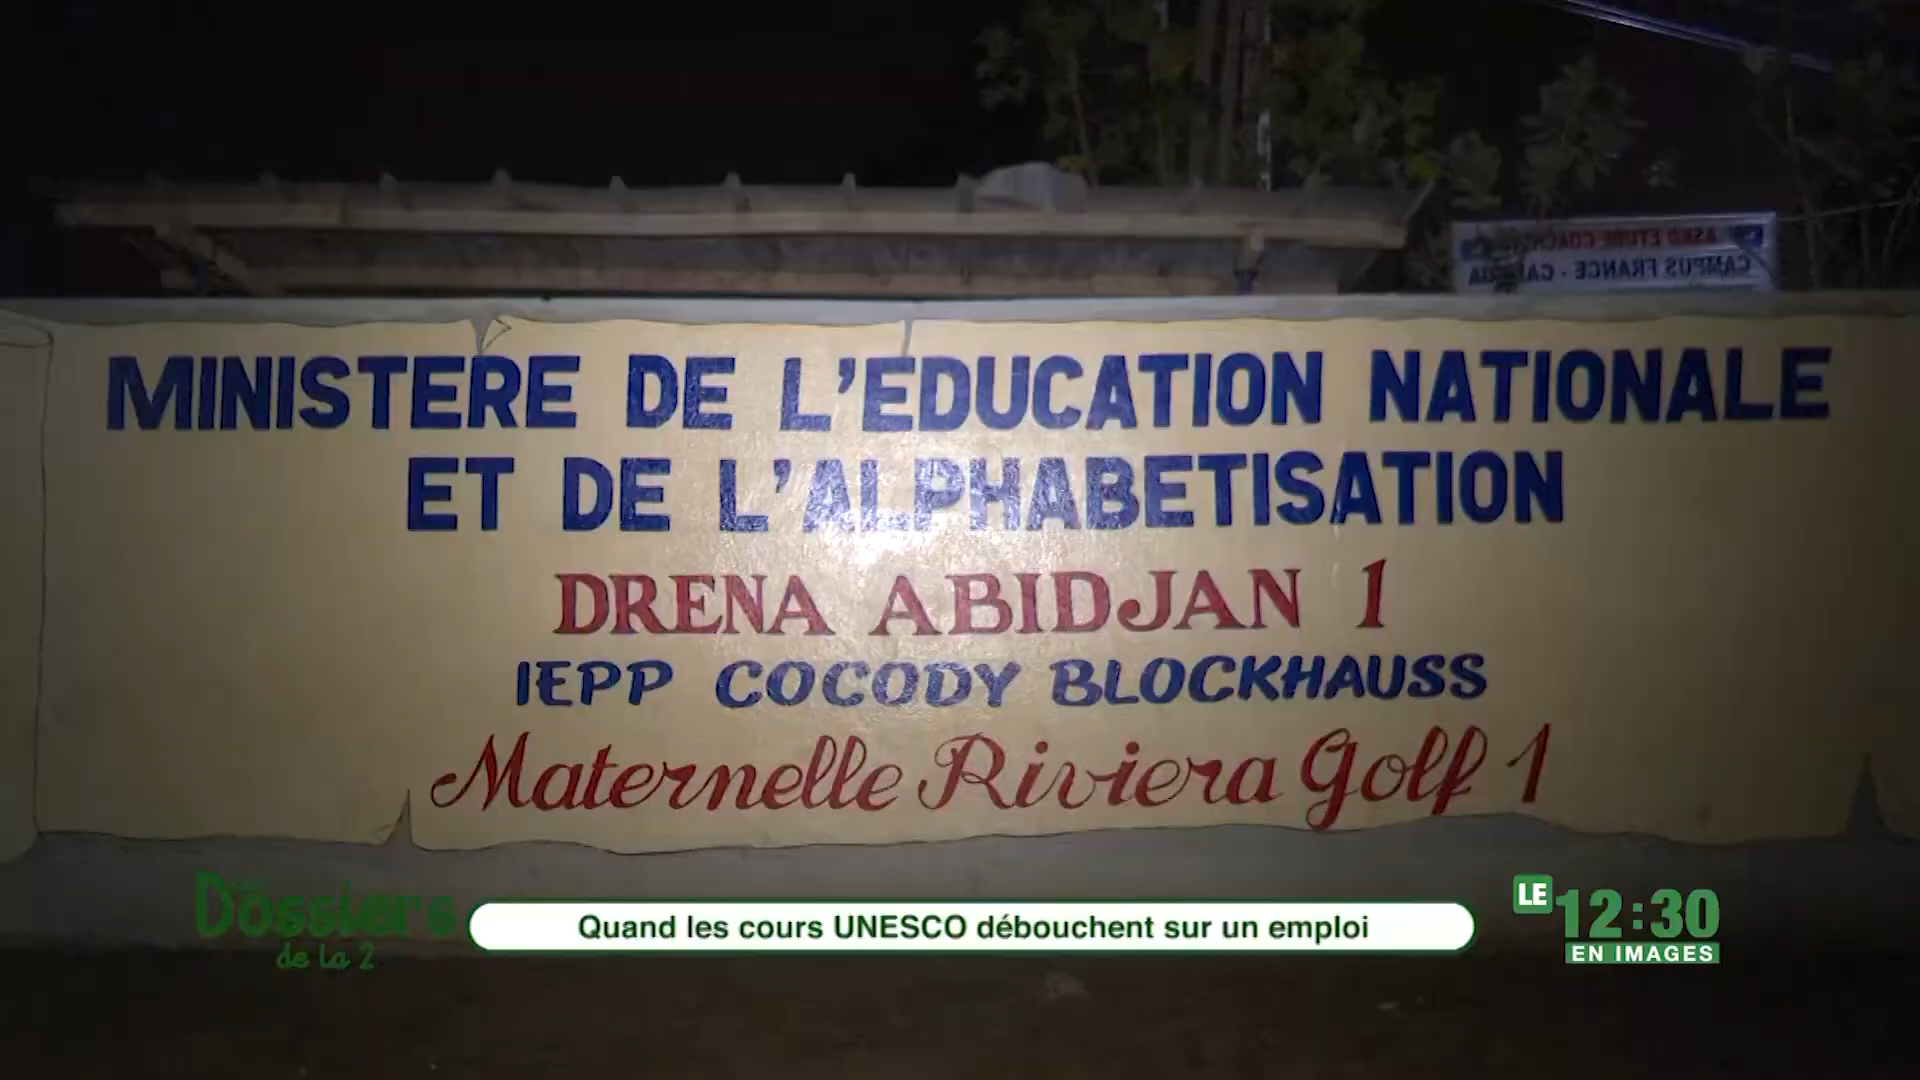 MINISTERE DE L'EDUCATION NATIONALE
ET DE L'ALPHABETISATION
DRENA ABIDJAN 1
IEPP COCODY BLOCKHAUSS
Maternelle Riviera Golf 1
CAMPUS FRANCE -
Dossiers
de la 2
Quand les cours UNESCO débouchent sur un emploi
LE 12:30
EN IMAGES